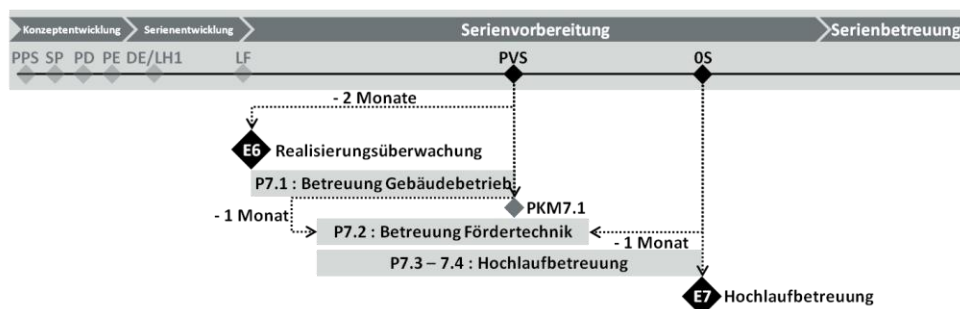 Konzeptentwicklung Serienentwicklung Serienvorbereitung Serienbetreuung
PPS SP PD PE DE/LH1 LF PVS 0S
- 2 Monate
E6 Realisierungsüberwachung
P7.1 : Betreuung Gebäudebetrieb
- 1 Monat PKM7.1
P7.2 : Betreuung Fördertechnik
- 1 Monat
P7.3 – 7.4 : Hochlaufbetreuung
E7 Hochlaufbetreuung